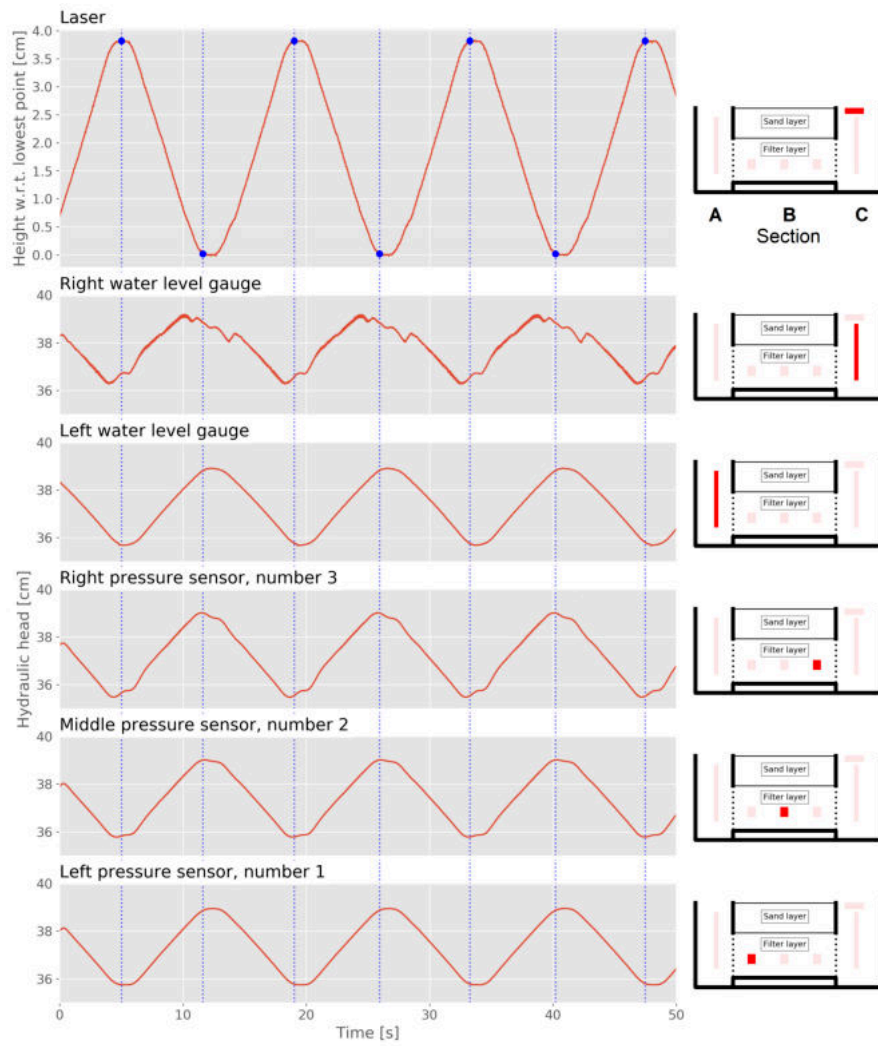 Laser
4.0
3.5
3.0
2.5
2.0
1.5
1.0
0.5
0.0
Height w.r.t. lowest point [cm]
Sand layer
Filter layer
A B C
Section
Right water level gauge
40
38
36
Sand layer
Filter layer
Left water level gauge
40
38
36
Sand layer
Filter layer
Right pressure sensor, number 3
40
38
36
Hydraulic head [cm]
Sand layer
Filter layer
Middle pressure sensor, number 2
40
38
36
Sand layer
Filter layer
Left pressure sensor, number 1
40
38
36
Sand layer
Filter layer
0 10 20 30 40 50
Time [s]